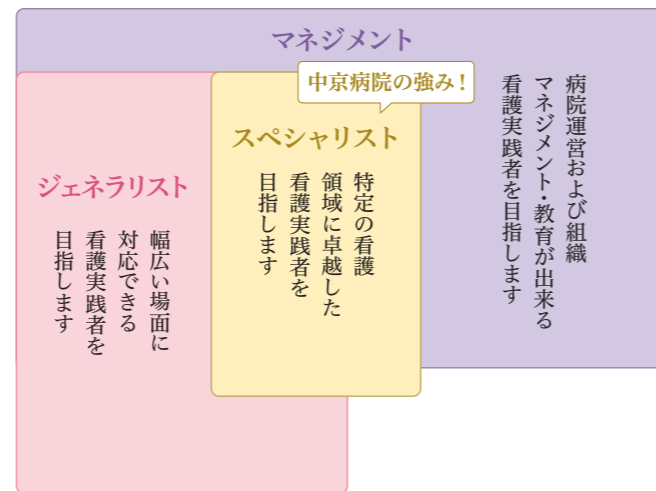 マネジメント
病院運営および組織
マネジメント・教育が出来る
看護実践者を目指します
中京病院の強み！
スペシャリスト
特定の看護
領域に卓越した
看護実践者を
目指します
ジェネラリスト
幅広い場面に
対応できる
看護実践者を
目指します